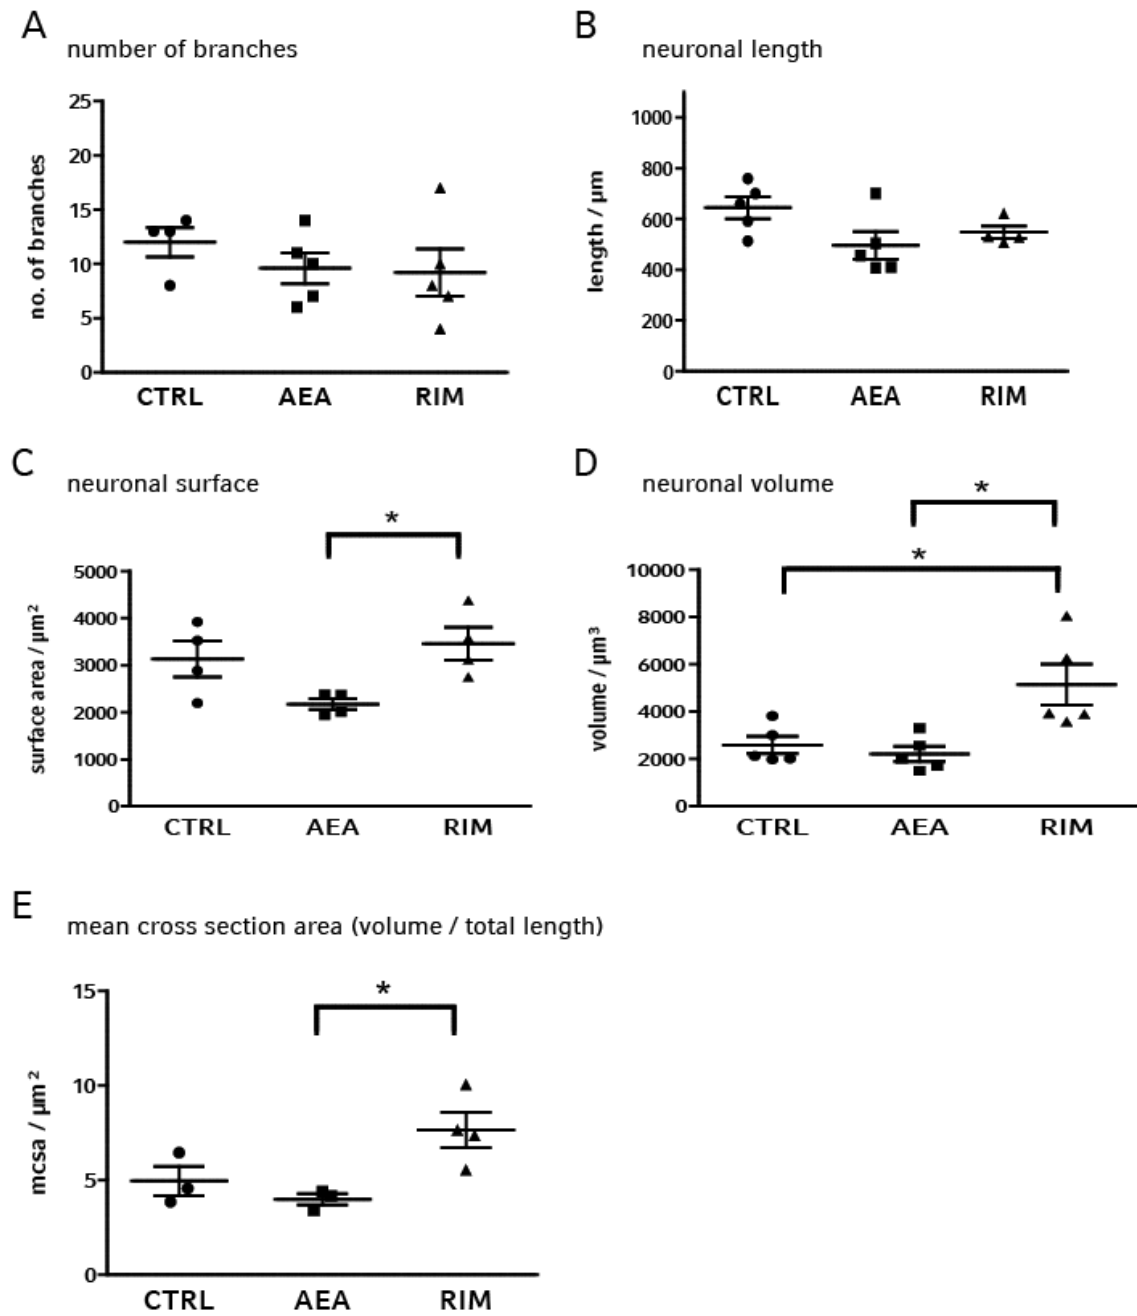 A
number of branches
25
20
15
10
5
0
no. of branches
CTRL AEA RIM
B
neuronal length
1000
800
600
400
200
0
length / µm
CTRL AEA RIM
C
neuronal surface
*
5000
4000
3000
2000
1000
0
surface area / µm²
CTRL AEA RIM
D
neuronal volume
*
*
10000
8000
6000
4000
2000
0
volume / µm³
CTRL AEA RIM
E
mean cross section area (volume / total length)
*
15
10
5
0
mcsa / µm²
CTRL AEA RIM